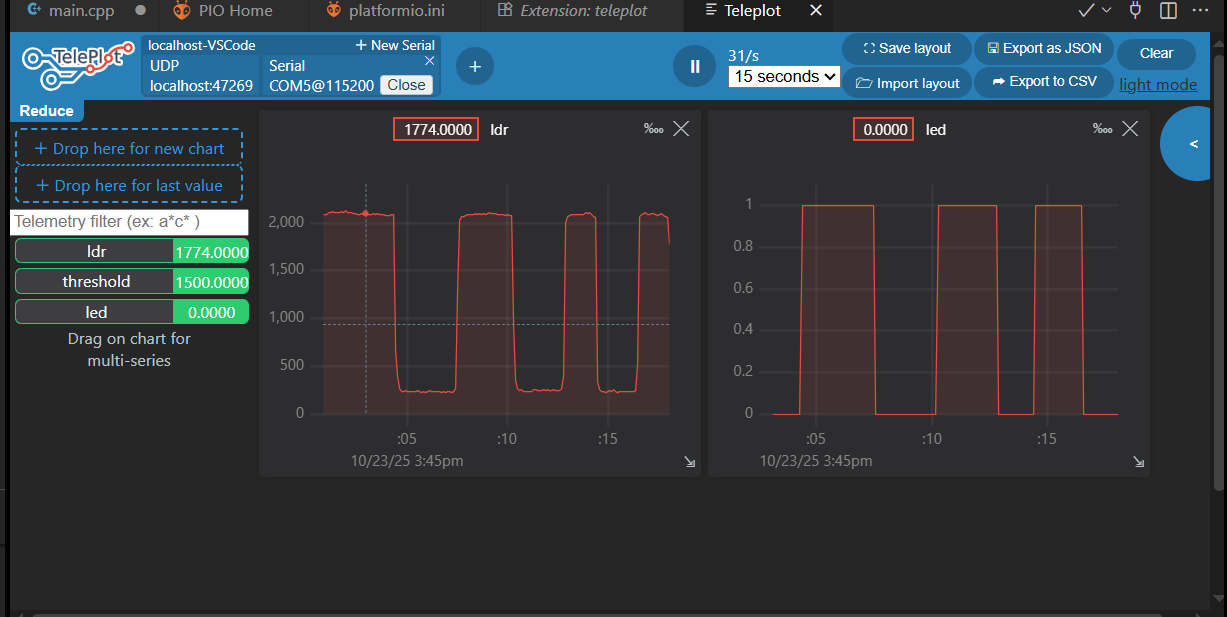 main.cpp
PIO Home
platformio.ini
Extension: teleplot
Teleplot
TelePlot
localhost-VSCode
+ New Serial
UDP
localhost:47269
Serial
COM5@115200
Close
+
31/s
15 seconds
Save layout
Import layout
Export as JSON
Export to CSV
Clear
light mode
Reduce
+ Drop here for new chart
+ Drop here for last value
Telemetry filter (ex: a*c* )
ldr 1774.0000
threshold 1500.0000
led 0.0000
Drag on chart for
multi-series
1774.0000 ldr
‰o
2,000
1,500
1,000
500
0
:05 :10 :15
10/23/25 3:45pm
0.0000 led
‰o
1
0.8
0.6
0.4
0.2
0
:05 :10 :15
10/23/25 3:45pm
<